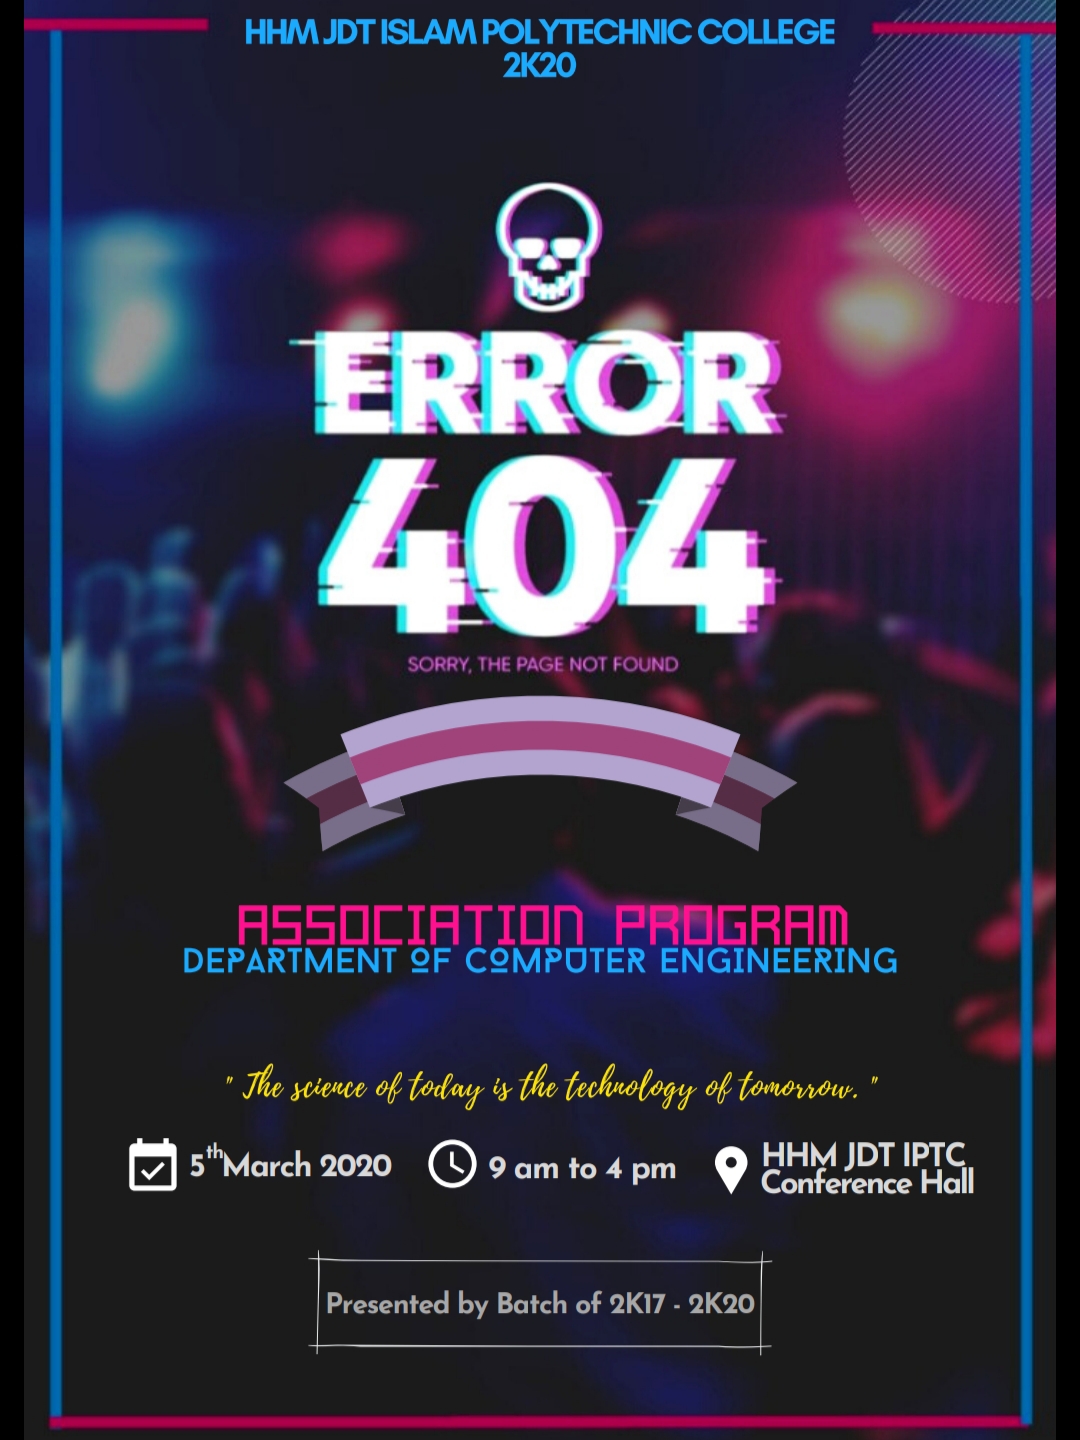 HHM JDT ISLAM POLYTECHNIC COLLEGE
2K20
ERROR
404
SORRY, THE PAGE NOT FOUND
ASSOCIATION PROGRAM
DEPARTMENT OF COMPUTER ENGINEERING
" The science of today is the technology of tomorrow. "
5th March 2020
9 am to 4 pm
HHM JDT IPTC
Conference Hall
Presented by Batch of 2K17 - 2K20